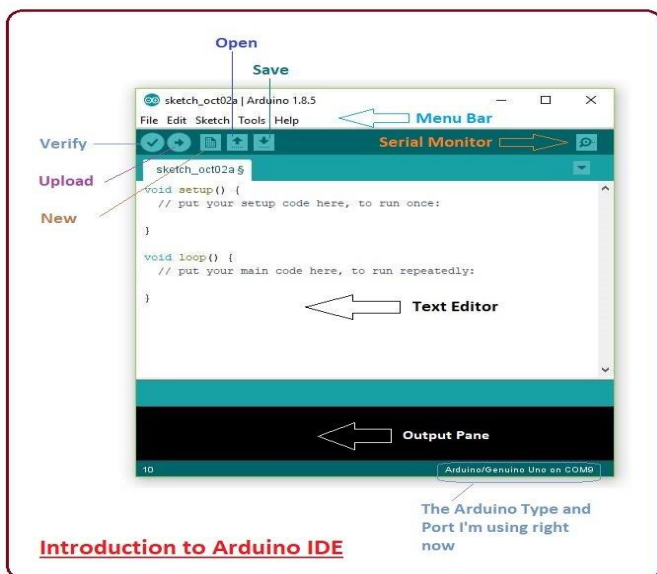 Open
Save
sketch_oct02a | Arduino 1.8.5
File Edit Sketch Tools Help
Menu Bar
Verify
Serial Monitor
Upload
sketch_oct02a §
New
void setup() {
// put your setup code here, to run once:
}
void loop() {
// put your main code here, to run repeatedly:
}
Text Editor
Output Pane
10
Arduino/Genuino Uno on COM9
The Arduino Type and
Port I'm using right
now
Introduction to Arduino IDE